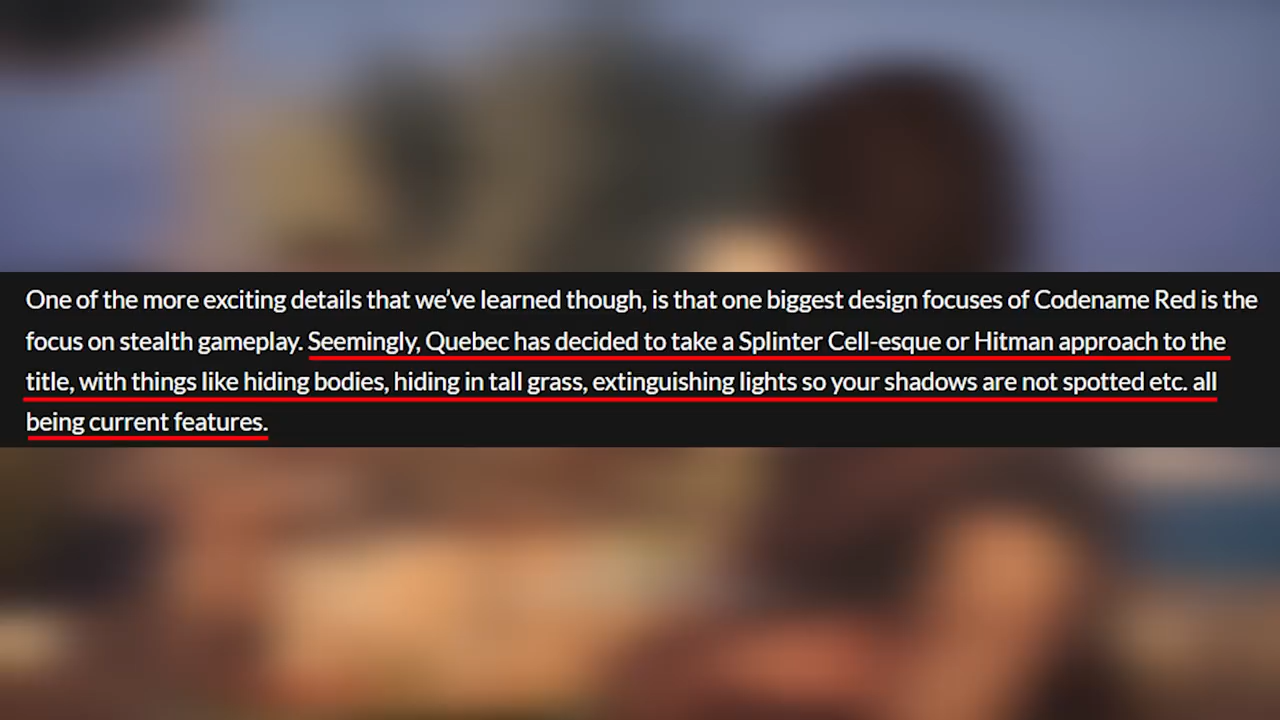 One of the more exciting details that we’ve learned though, is that one biggest design focuses of Codename Red is the
focus on stealth gameplay. Seemingly, Quebec has decided to take a Splinter Cell-esque or Hitman approach to the
title, with things like hiding bodies, hiding in tall grass, extinguishing lights so your shadows are not spotted etc. all
being current features.